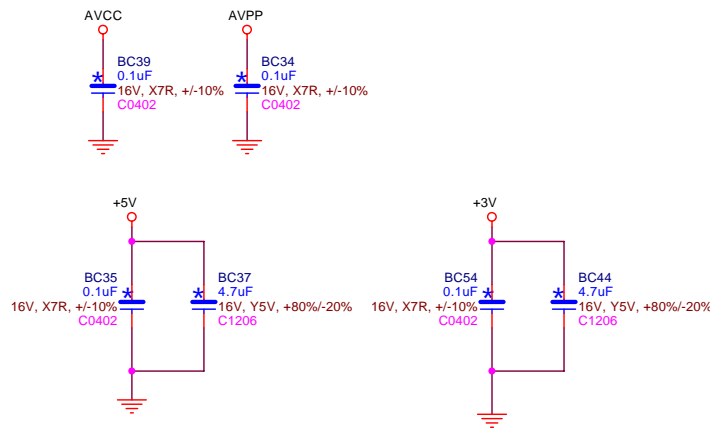 AVCC
AVPP
BC39
0.1uF
16V, X7R, +/-10%
C0402
BC34
0.1uF
16V, X7R, +/-10%
C0402
+5V
BC35
0.1uF
16V, X7R, +/-10%
C0402
BC37
4.7uF
16V, Y5V, +80%/-20%
C1206
+3V
BC54
0.1uF
16V, X7R, +/-10%
C0402
BC44
4.7uF
16V, Y5V, +80%/-20%
C1206